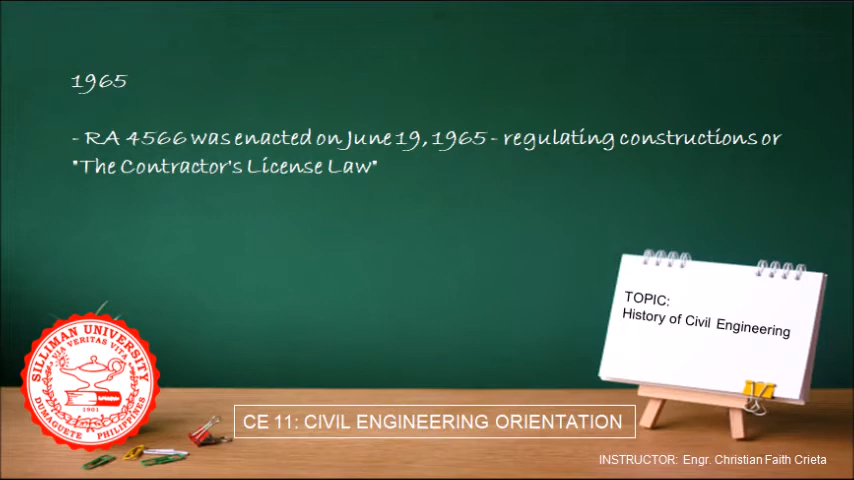 1965
- RA 4566 was enacted on June 19, 1965 - regulating constructions or
"The Contractor's License Law"
TOPIC:
History of Civil Engineering
SILLIMAN UNIVERSITY
VIA VERITAS VITA
1901
DUMAGUETE PHILIPPINES
CE 11: CIVIL ENGINEERING ORIENTATION
INSTRUCTOR: Engr. Christian Faith Crieta